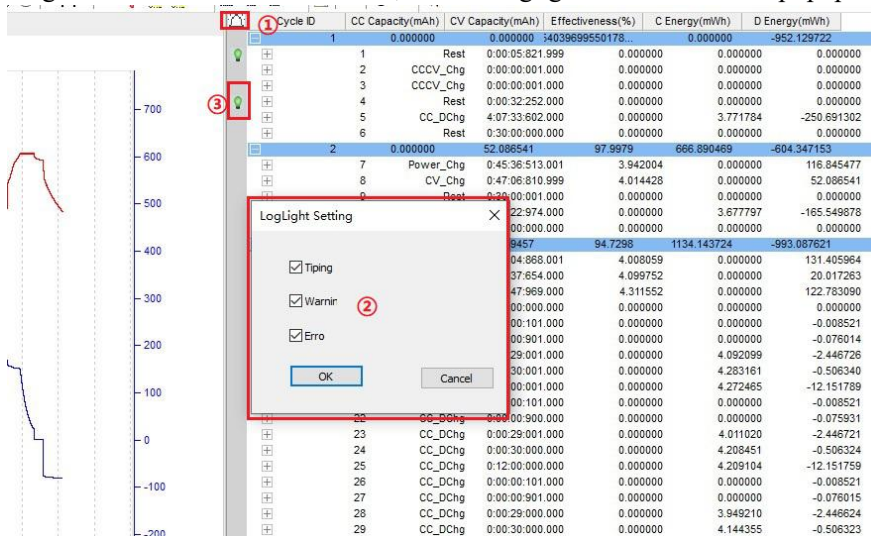 ① Cycle ID CC Capacity(mAh) CV Capacity(mAh) Effectiveness(%) C Energy(mWh) D Energy(mWh)
1 0.000000 0.000000 54039699550178... 0.000000 -952.129722
1 Rest 0:00:05:821.999 0.000000 0.000000 0.000000
2 CCCV_Chg 0:00:00:001.000 0.000000 0.000000 0.000000
3 CCCV_Chg 0:00:00:001.000 0.000000 0.000000 0.000000
700 ③ 4 Rest 0:00:32:252.000 0.000000 0.000000 0.000000
5 CC_DChg 4:07:33:602.000 0.000000 3.771784 -250.691302
6 Rest 0:30:00:000.000 0.000000 0.000000 0.000000
600 2 0.000000 52.086541 97.9979 666.890469 -604.347153
7 Power_Chg 0:45:36:513.001 3.942004 0.000000 116.845477
8 CV_Chg 0:47:06:810.999 4.014428 0.000000 52.086541
0:30:00:001.000 0.000000 0.000000 0.000000
500 LogLight Setting :22:974.000 0.000000 3.677797 -165.549878
:00:000.000 0.000000 0.000000 0.000000
400 9457 94.7298 1134.143724 -993.087621
Tiping 04:868.001 4.008059 0.000000 131.405964
37:654.000 4.099752 0.000000 20.017263
300 Warnin ② 47:969.000 4.311552 0.000000 122.783090
00:000.000 0.000000 0.000000 0.000000
00:101.000 0.000000 0.000000 -0.008521
200 Erro 00:901.000 0.000000 0.000000 -0.076014
29:001.000 0.000000 4.092099 -2.446726
OK Cancel 30:001.000 0.000000 4.283161 -0.506340
100 00:001.000 0.000000 4.272465 -12.151789
00:101.000 0.000000 0.000000 -0.008521
22 CC_DChg 0:00:00:900.000 0.000000 0.000000 -0.075931
0 23 CC_DChg 0:00:29:001.000 0.000000 4.011020 -2.446721
24 CC_DChg 0:00:30:000.000 0.000000 4.208451 -0.506324
25 CC_DChg 0:12:00:000.000 0.000000 4.209104 -12.151759
-100 26 CC_DChg 0:00:00:101.000 0.000000 0.000000 -0.008521
27 CC_DChg 0:00:00:901.000 0.000000 0.000000 -0.076015
28 CC_DChg 0:00:29:000.000 0.000000 3.949210 -2.446624
-200 29 CC_DChg 0:00:30:000.000 0.000000 4.144355 -0.506323